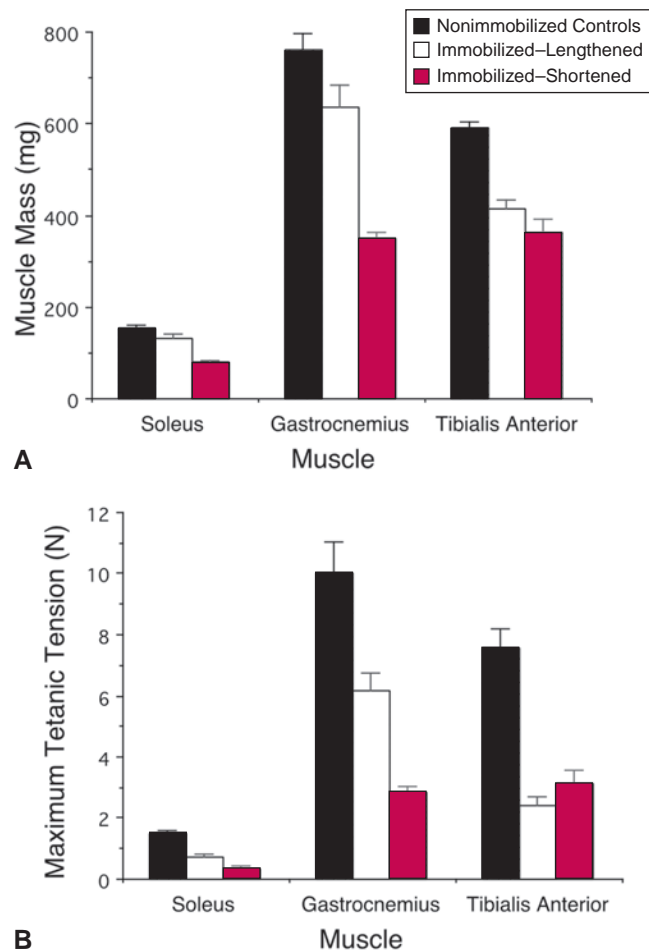 Nonimmobilized Controls
Immobilized–Lengthened
Immobilized–Shortened
Muscle Mass (mg)
800
600
400
200
0
Soleus Gastrocnemius Tibialis Anterior
A Muscle
Maximum Tetanic Tension (N)
12
10
8
6
4
2
0
Soleus Gastrocnemius Tibialis Anterior
B Muscle